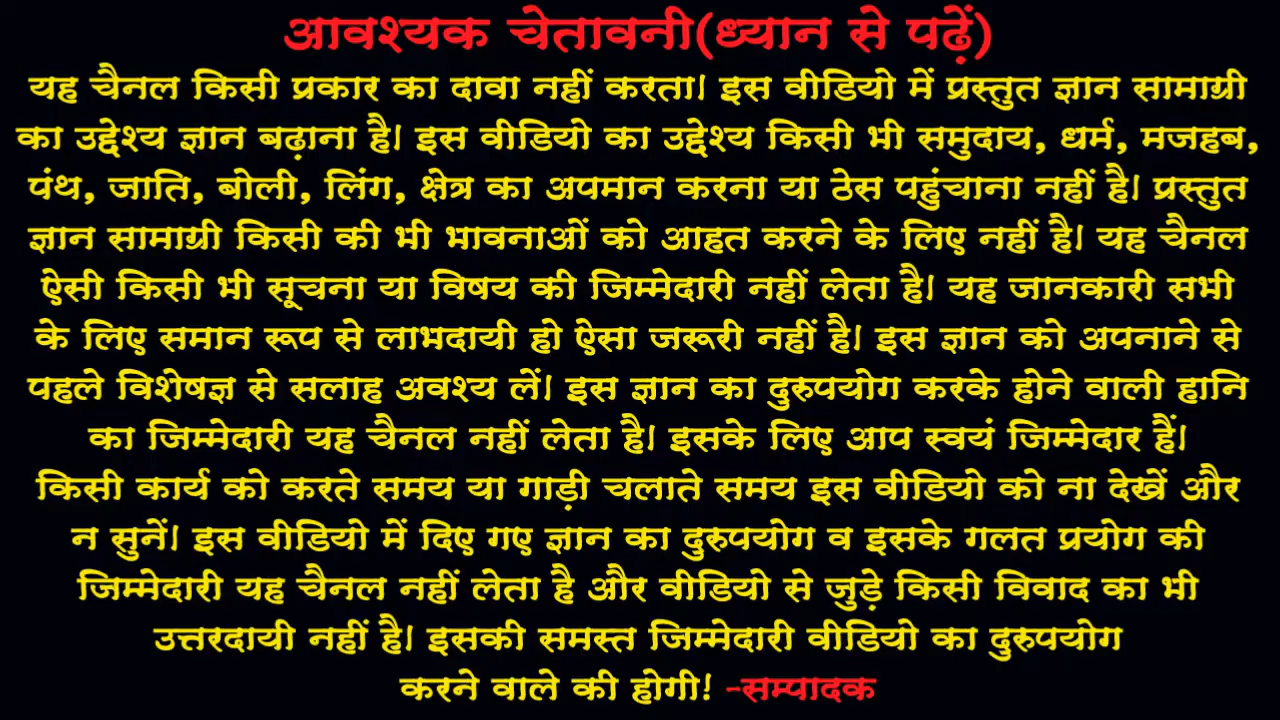 आवश्यक चेतावनी(ध्यान से पढ़ें)
यह चैनल किसी प्रकार का दावा नहीं करता। इस वीडियो में प्रस्तुत ज्ञान सामाग्री
का उद्देश्य ज्ञान बढ़ाना है। इस वीडियो का उद्देश्य किसी भी समुदाय, धर्म, मजहब,
पंथ, जाति, बोली, लिंग, क्षेत्र का अपमान करना या ठेस पहुंचाना नहीं है। प्रस्तुत
ज्ञान सामाग्री किसी की भी भावनाओं को आहत करने के लिए नहीं है। यह चैनल
ऐसी किसी भी सूचना या विषय की जिम्मेदारी नहीं लेता है। यह जानकारी सभी
के लिए समान रूप से लाभदायी हो ऐसा जरूरी नहीं है। इस ज्ञान को अपनाने से
पहले विशेषज्ञ से सलाह अवश्य लें। इस ज्ञान का दुरुपयोग करके होने वाली हानि
का जिम्मेदारी यह चैनल नहीं लेता है। इसके लिए आप स्वयं जिम्मेदार हैं।
किसी कार्य को करते समय या गाड़ी चलाते समय इस वीडियो को ना देखें और
न सुनें। इस वीडियो में दिए गए ज्ञान का दुरुपयोग व इसके गलत प्रयोग की
जिम्मेदारी यह चैनल नहीं लेता है और वीडियो से जुड़े किसी विवाद का भी
उत्तरदायी नहीं है। इसकी समस्त जिम्मेदारी वीडियो का दुरुपयोग
करने वाले की होगी! -सम्पादक